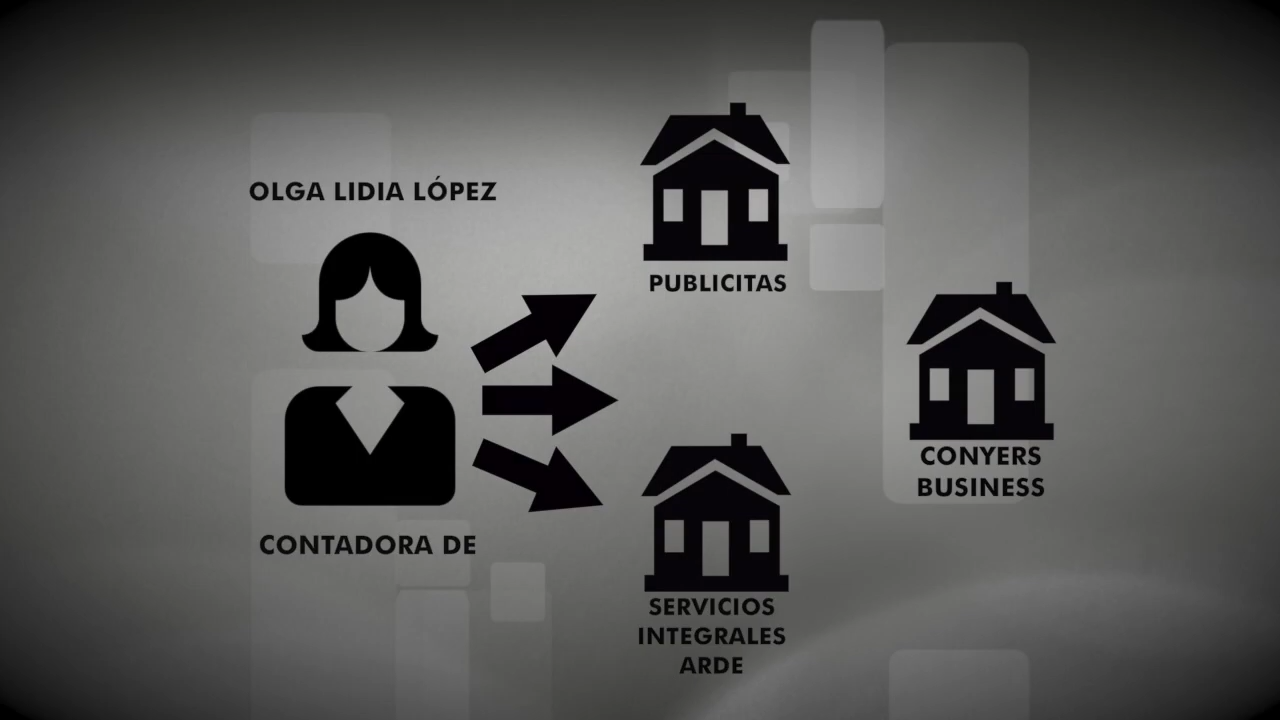 OLGA LIDIA LÓPEZ
CONTADORA DE
PUBLICITAS
CONYERS
BUSINESS
SERVICIOS
INTEGRALES
ARDE